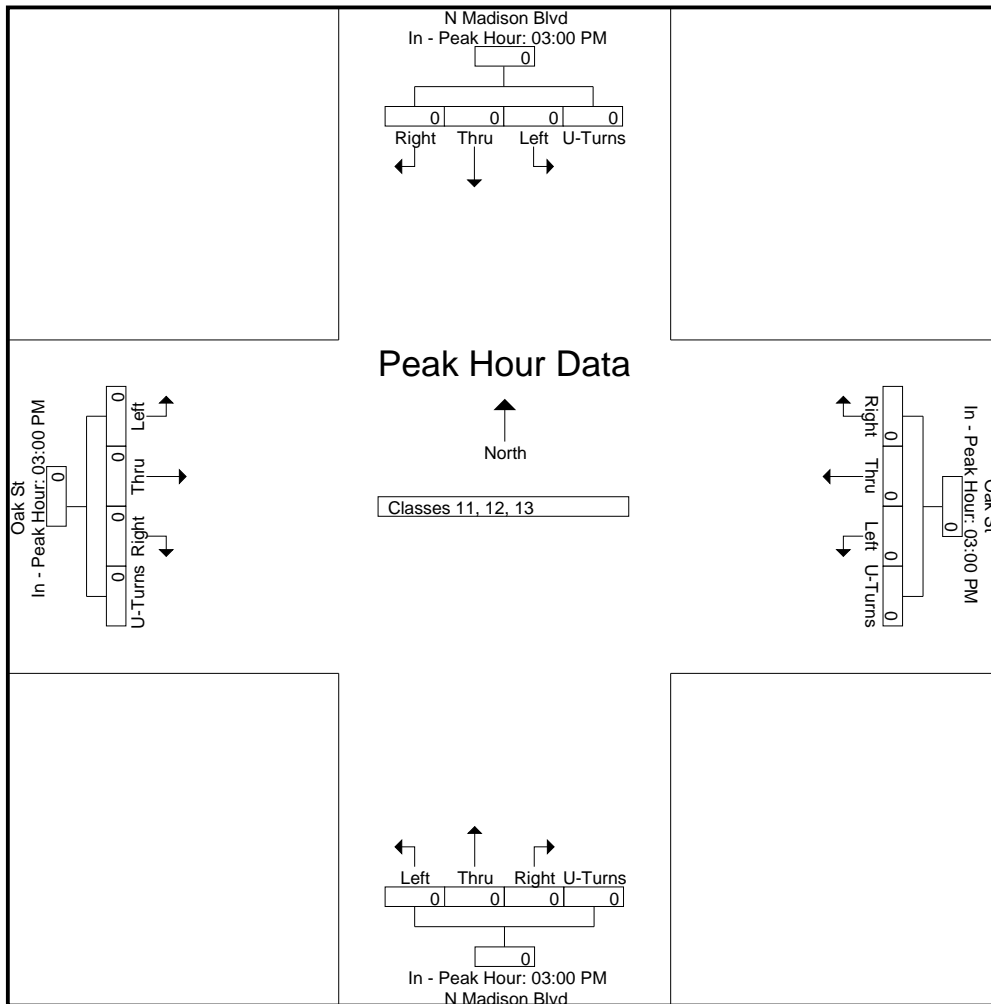 N Madison Blvd
In - Peak Hour: 03:00 PM
0
0 0 0 0
Right Thru Left U-Turns
Peak Hour Data
North
Classes 11, 12, 13
Oak St
In - Peak Hour: 03:00 PM
0
0 0 0 0
Left Thru Right U-Turns
Oak St
In - Peak Hour: 03:00 PM
0
0 0 0 0
Right Thru Left U-Turns
Left Thru Right U-Turns
0 0 0 0
0
In - Peak Hour: 03:00 PM
N Madison Blvd